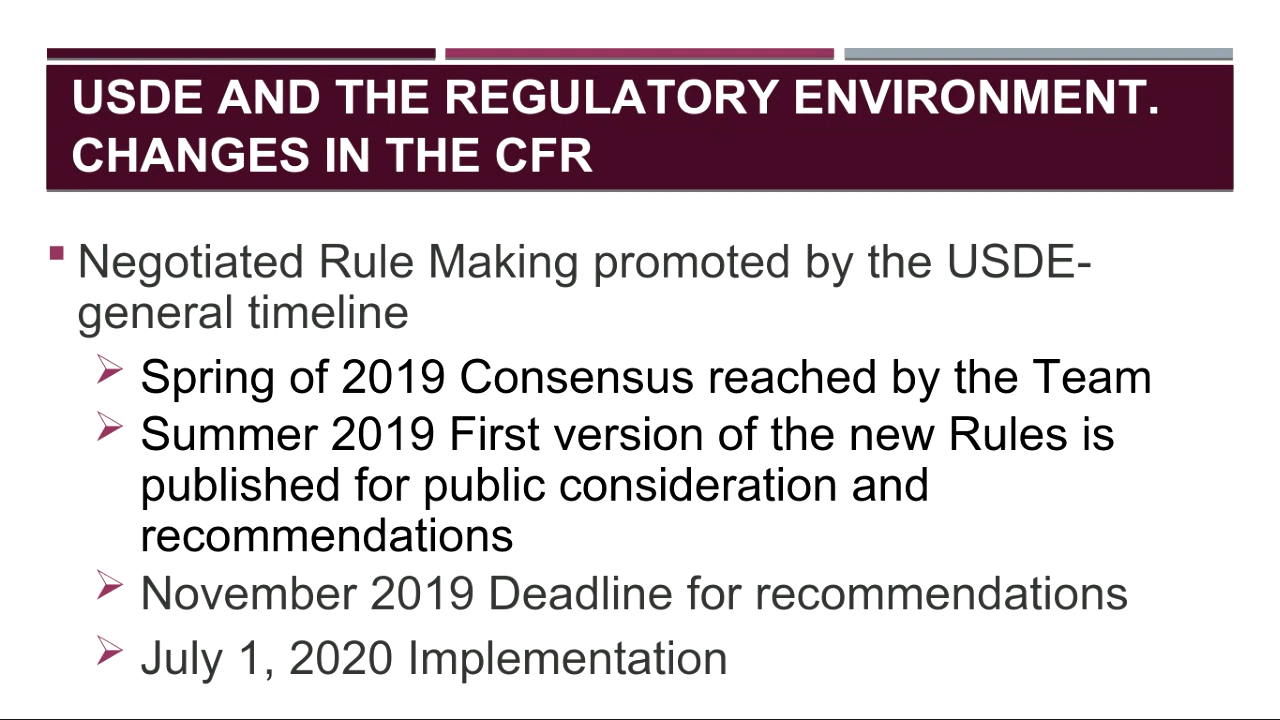 USDE AND THE REGULATORY ENVIRONMENT.
CHANGES IN THE CFR
Negotiated Rule Making promoted by the USDE-
general timeline
Spring of 2019 Consensus reached by the Team
Summer 2019 First version of the new Rules is
published for public consideration and
recommendations
November 2019 Deadline for recommendations
July 1, 2020 Implementation